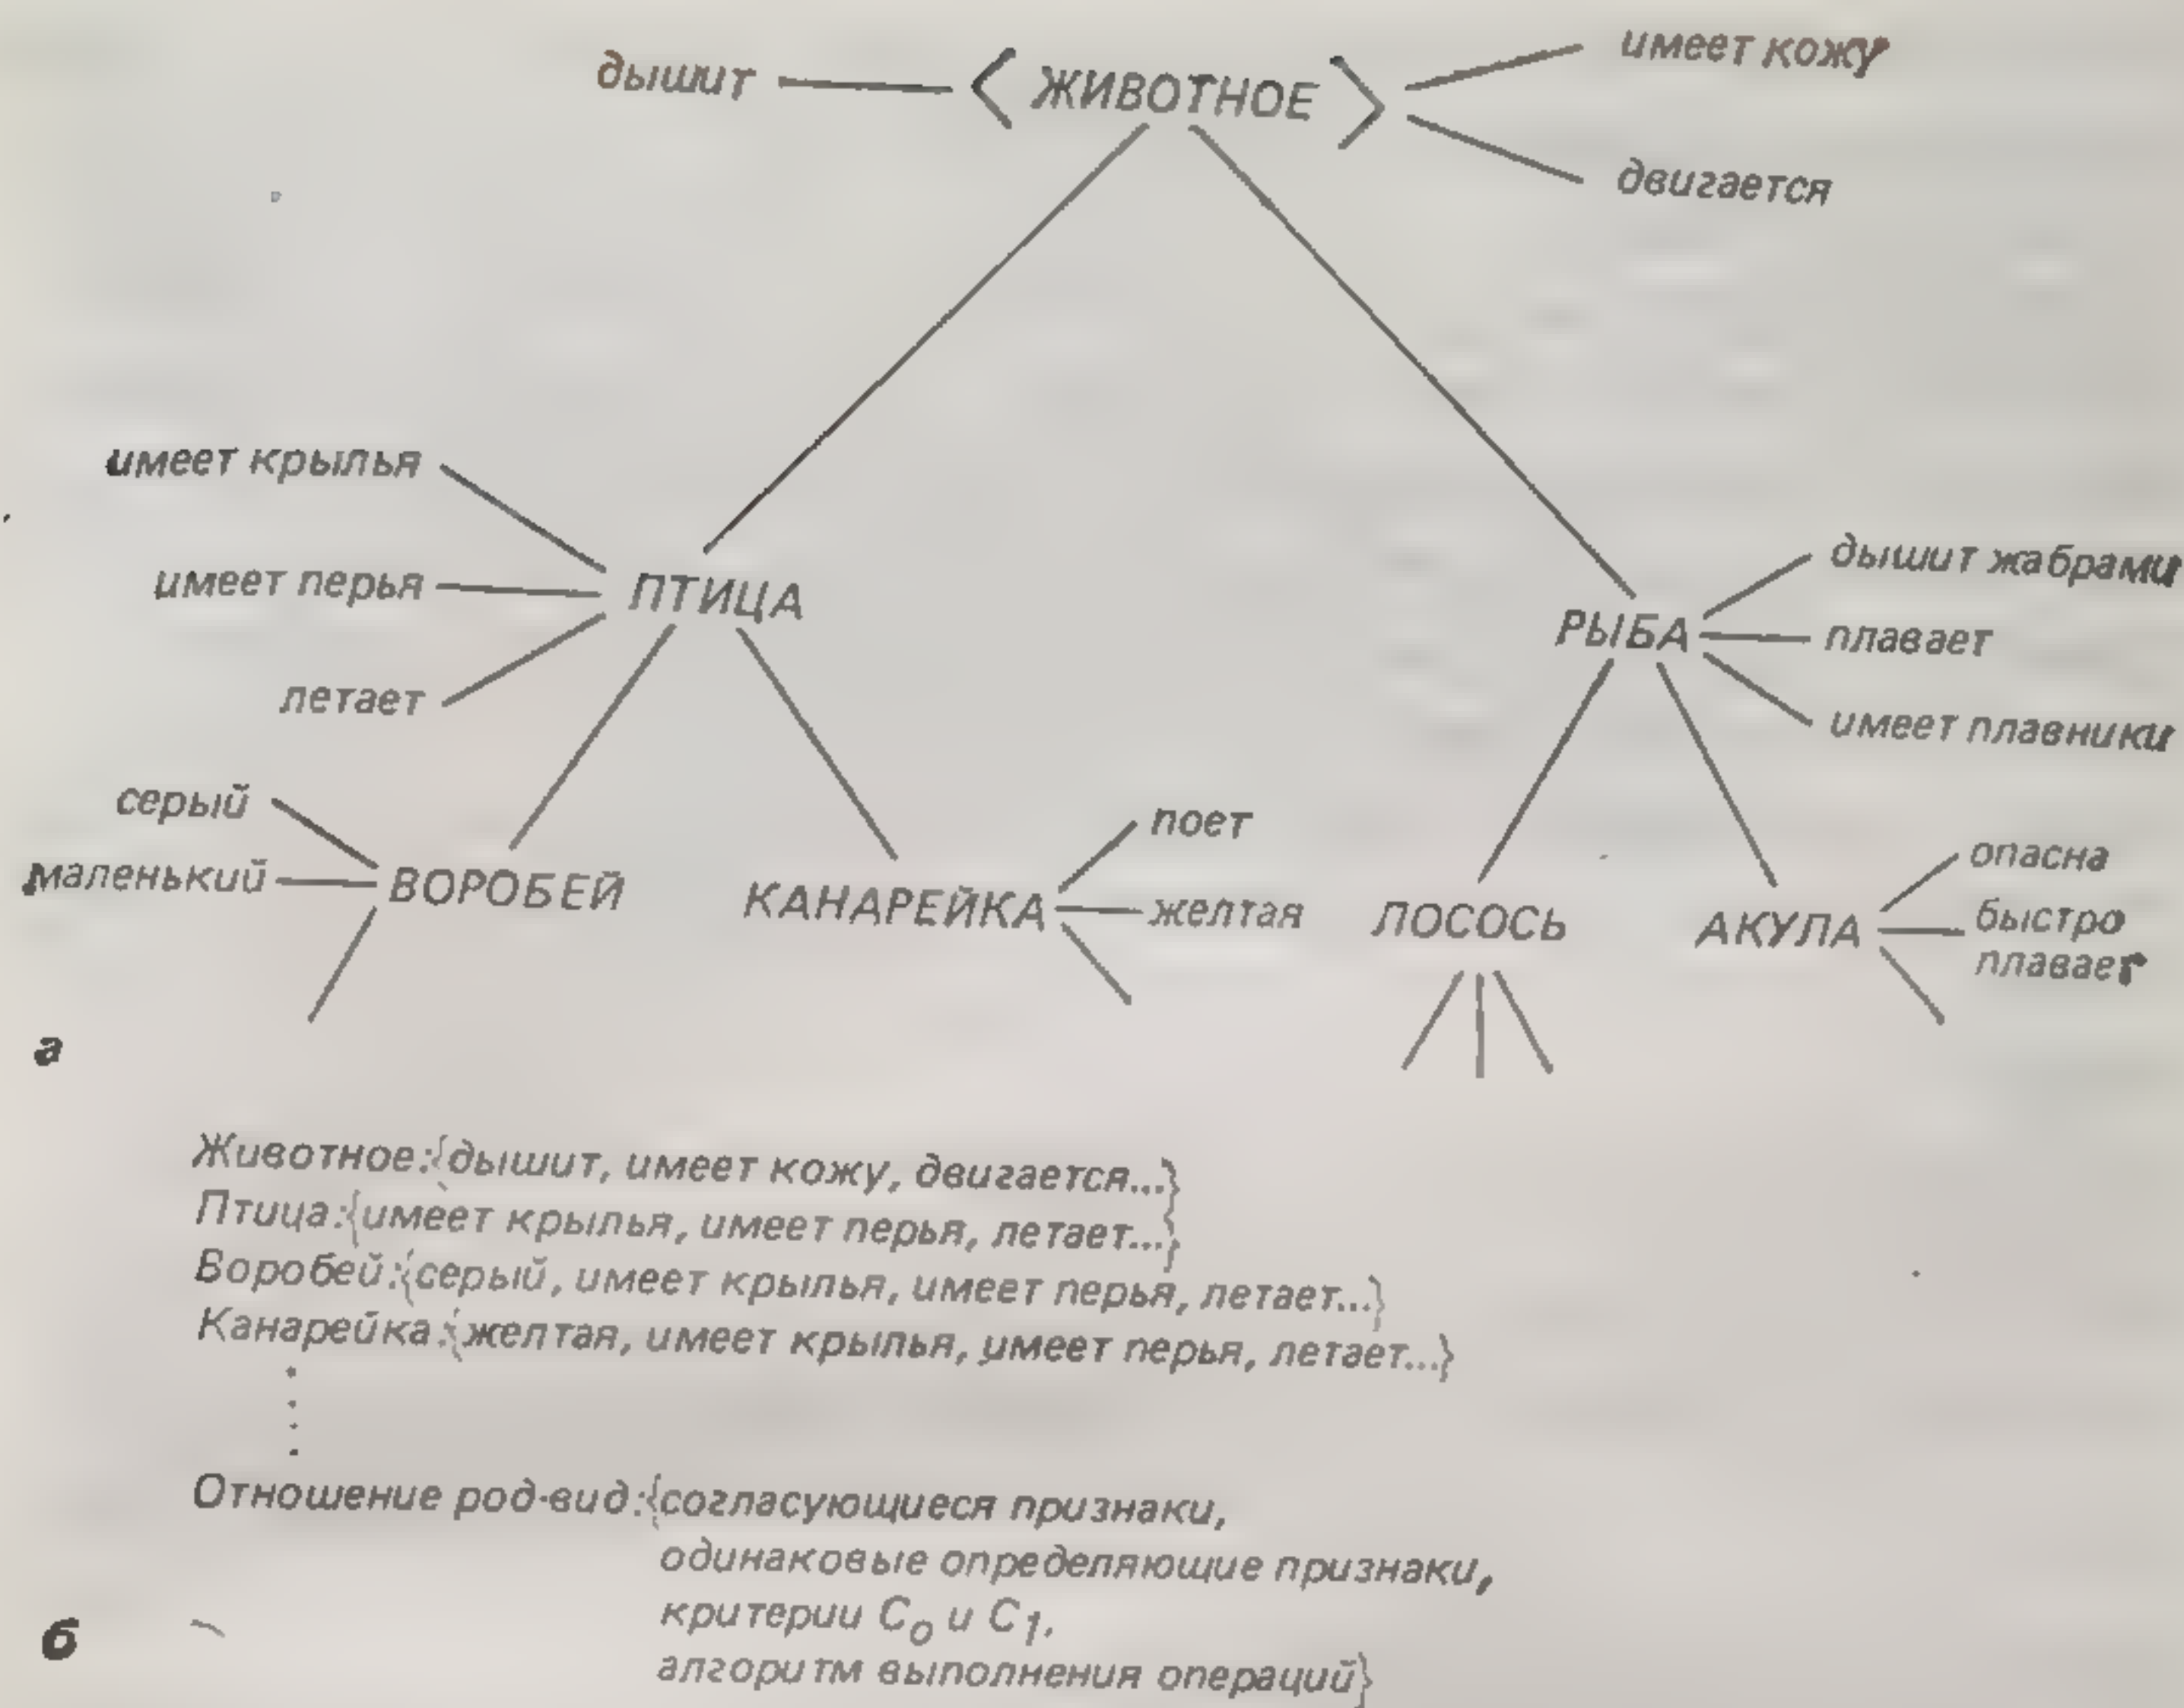 дышит
ЖИВОТНОЕ
имеет кожу
двигается
имеет крылья
имеет перья
летает
ПТИЦА
РЫБА
дышит жабрами
плавает
имеет плавники
серый
маленький
ВОРОБЕЙ
КАНАРЕЙКА
поет
желтая
ЛОСОСЬ
АКУЛА
опасна
быстро
плавает
а
Животное:{дышит, имеет кожу, двигается...}
Птица:{имеет крылья, имеет перья, летает...}
Воробей:{серый, имеет крылья, имеет перья, летает...}
Канарейка:{желтая, имеет крылья, имеет перья, летает...}
Отношение род-вид:{согласующиеся признаки,
одинаковые определяющие признаки,
критерии C₀ и C₁,
алгоритм выполнения операций}
б